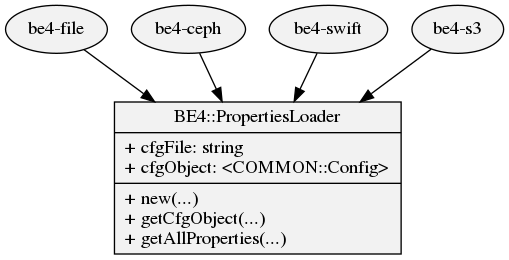 be4-file
be4-ceph
be4-swift
be4-s3
BE4::PropertiesLoader
+ cfgFile: string
+ cfgObject: <COMMON::Config>
+ new(...)
+ getCfgObject(...)
+ getAllProperties(...)